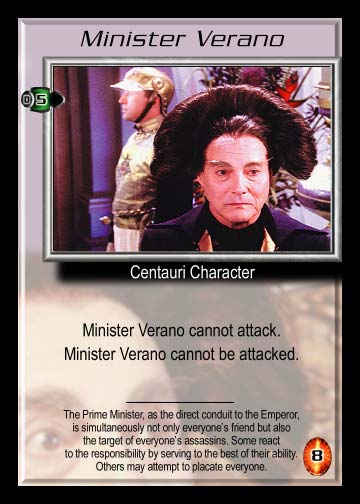 Minister Verano
D 5
Centauri Character
Minister Verano cannot attack.
Minister Verano cannot be attacked.
The Prime Minister, as the direct conduit to the Emperor,
is simultaneously not only everyone's friend but also
the target of everyone's assassins. Some react
to the responsibility by serving to the best of their ability.
Others may attempt to placate everyone.
8